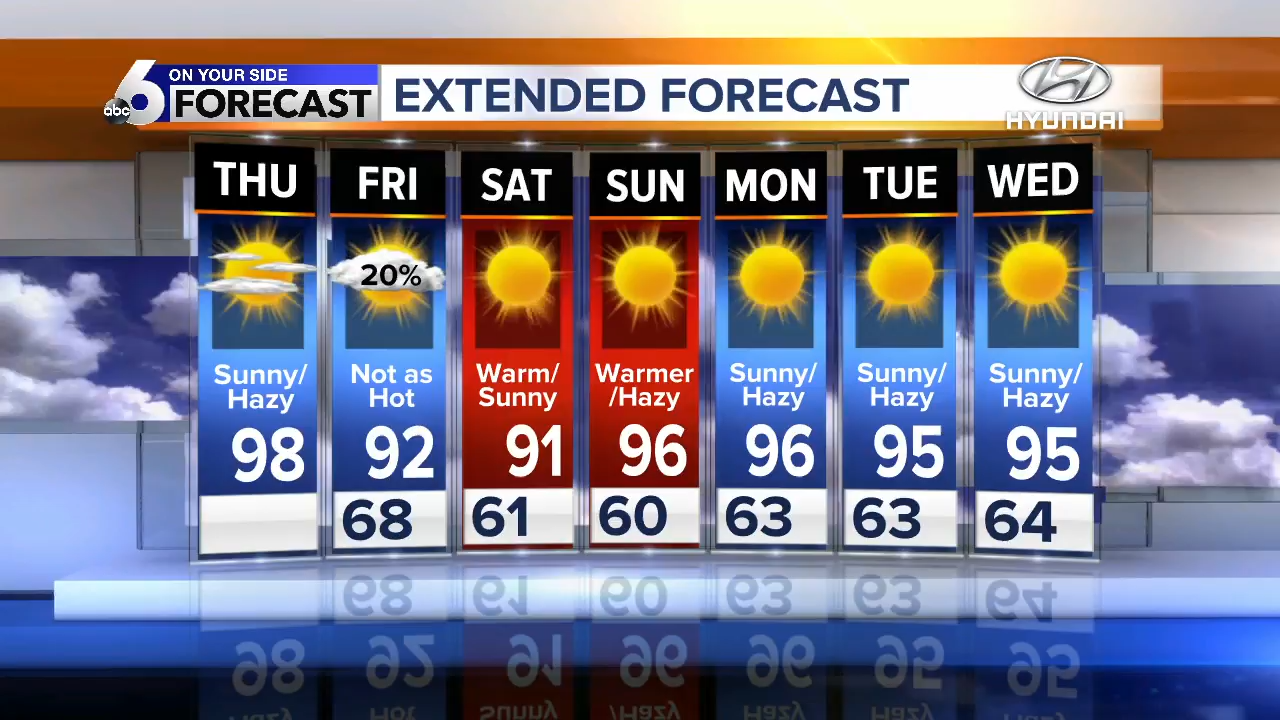 ON YOUR SIDE
abc 6 FORECAST
EXTENDED FORECAST
HYUNDAI
THU FRI SAT SUN MON TUE WED
20%
Sunny/ Not as Warm/ Warmer Sunny/ Sunny/ Sunny/
Hazy Hot Sunny /Hazy Hazy Hazy Hazy
98 92 91 96 96 95 95
68 61 60 63 63 64